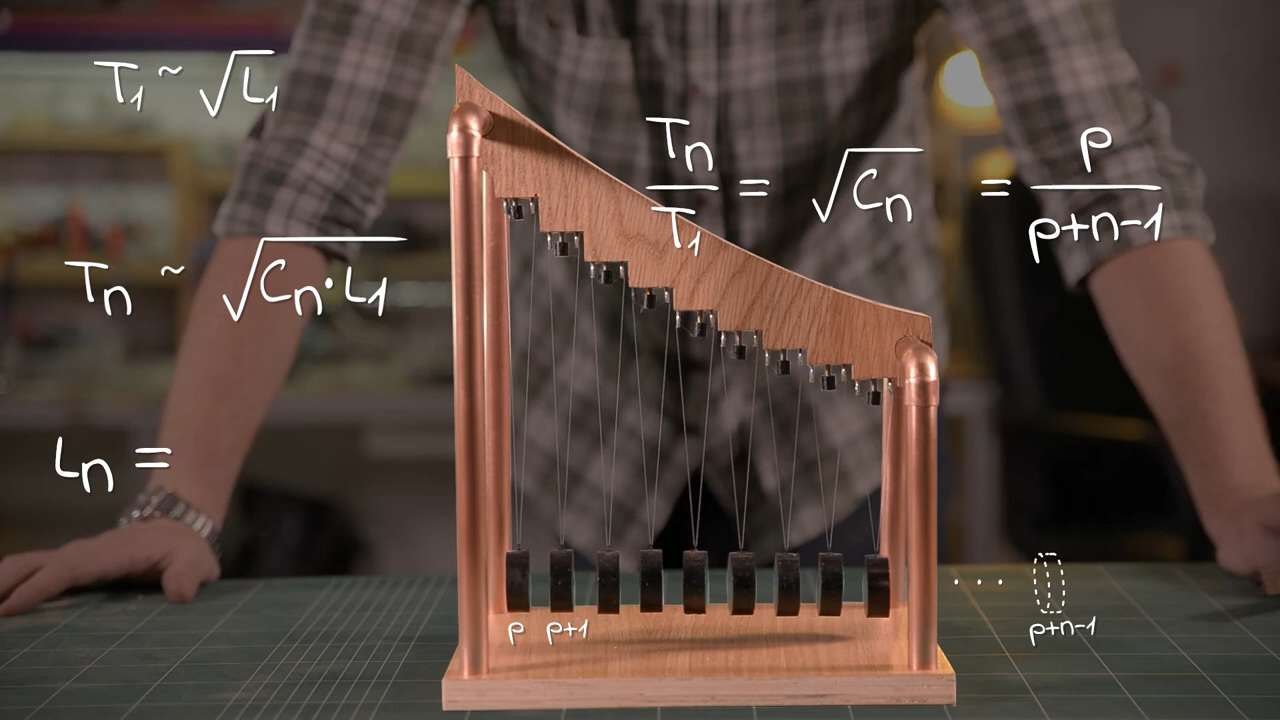 T₁ ~ √L₁
Tn/T₁ = √Cn = p/(p+n-1)
Tn ~ √Cn·L₁
Ln =
...
p p+1 p+n-1